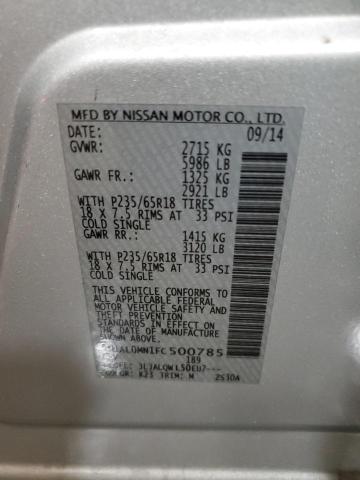 MFD BY NISSAN MOTOR CO., LTD.
DATE: 09/14
GVWR: 2715 KG
5986 LB
GAWR FR.: 1325 KG
2921 LB
WITH P235/65R18 TIRES
18 X 7.5 RIMS AT 33 PSI
COLD SINGLE
GAWR RR.: 1415 KG
3120 LB
WITH P235/65R18 TIRES
18 X 7.5 RIMS AT 33 PSI
COLD SINGLE
THIS VEHICLE CONFORMS TO ALL
APPLICABLE FEDERAL MOTOR
VEHICLE SAFETY AND
THEFT PREVENTION
STANDARDS IN EFFECT ON THE
DATE OF MANUFACTURE
SHOWN ABOVE.
500785
189
K23 TRIM: M